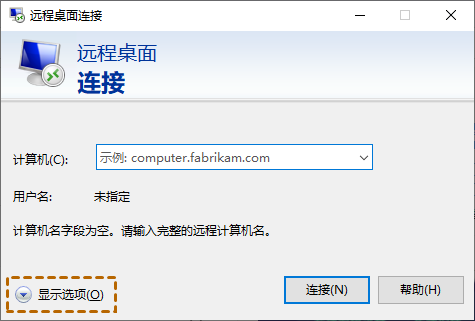 远程桌面连接
远程桌面
连接
计算机(C):
示例: computer.fabrikam.com
用户名: 未指定
计算机名字段为空。请输入完整的远程计算机名。
显示选项(O)
连接(N)
帮助(H)